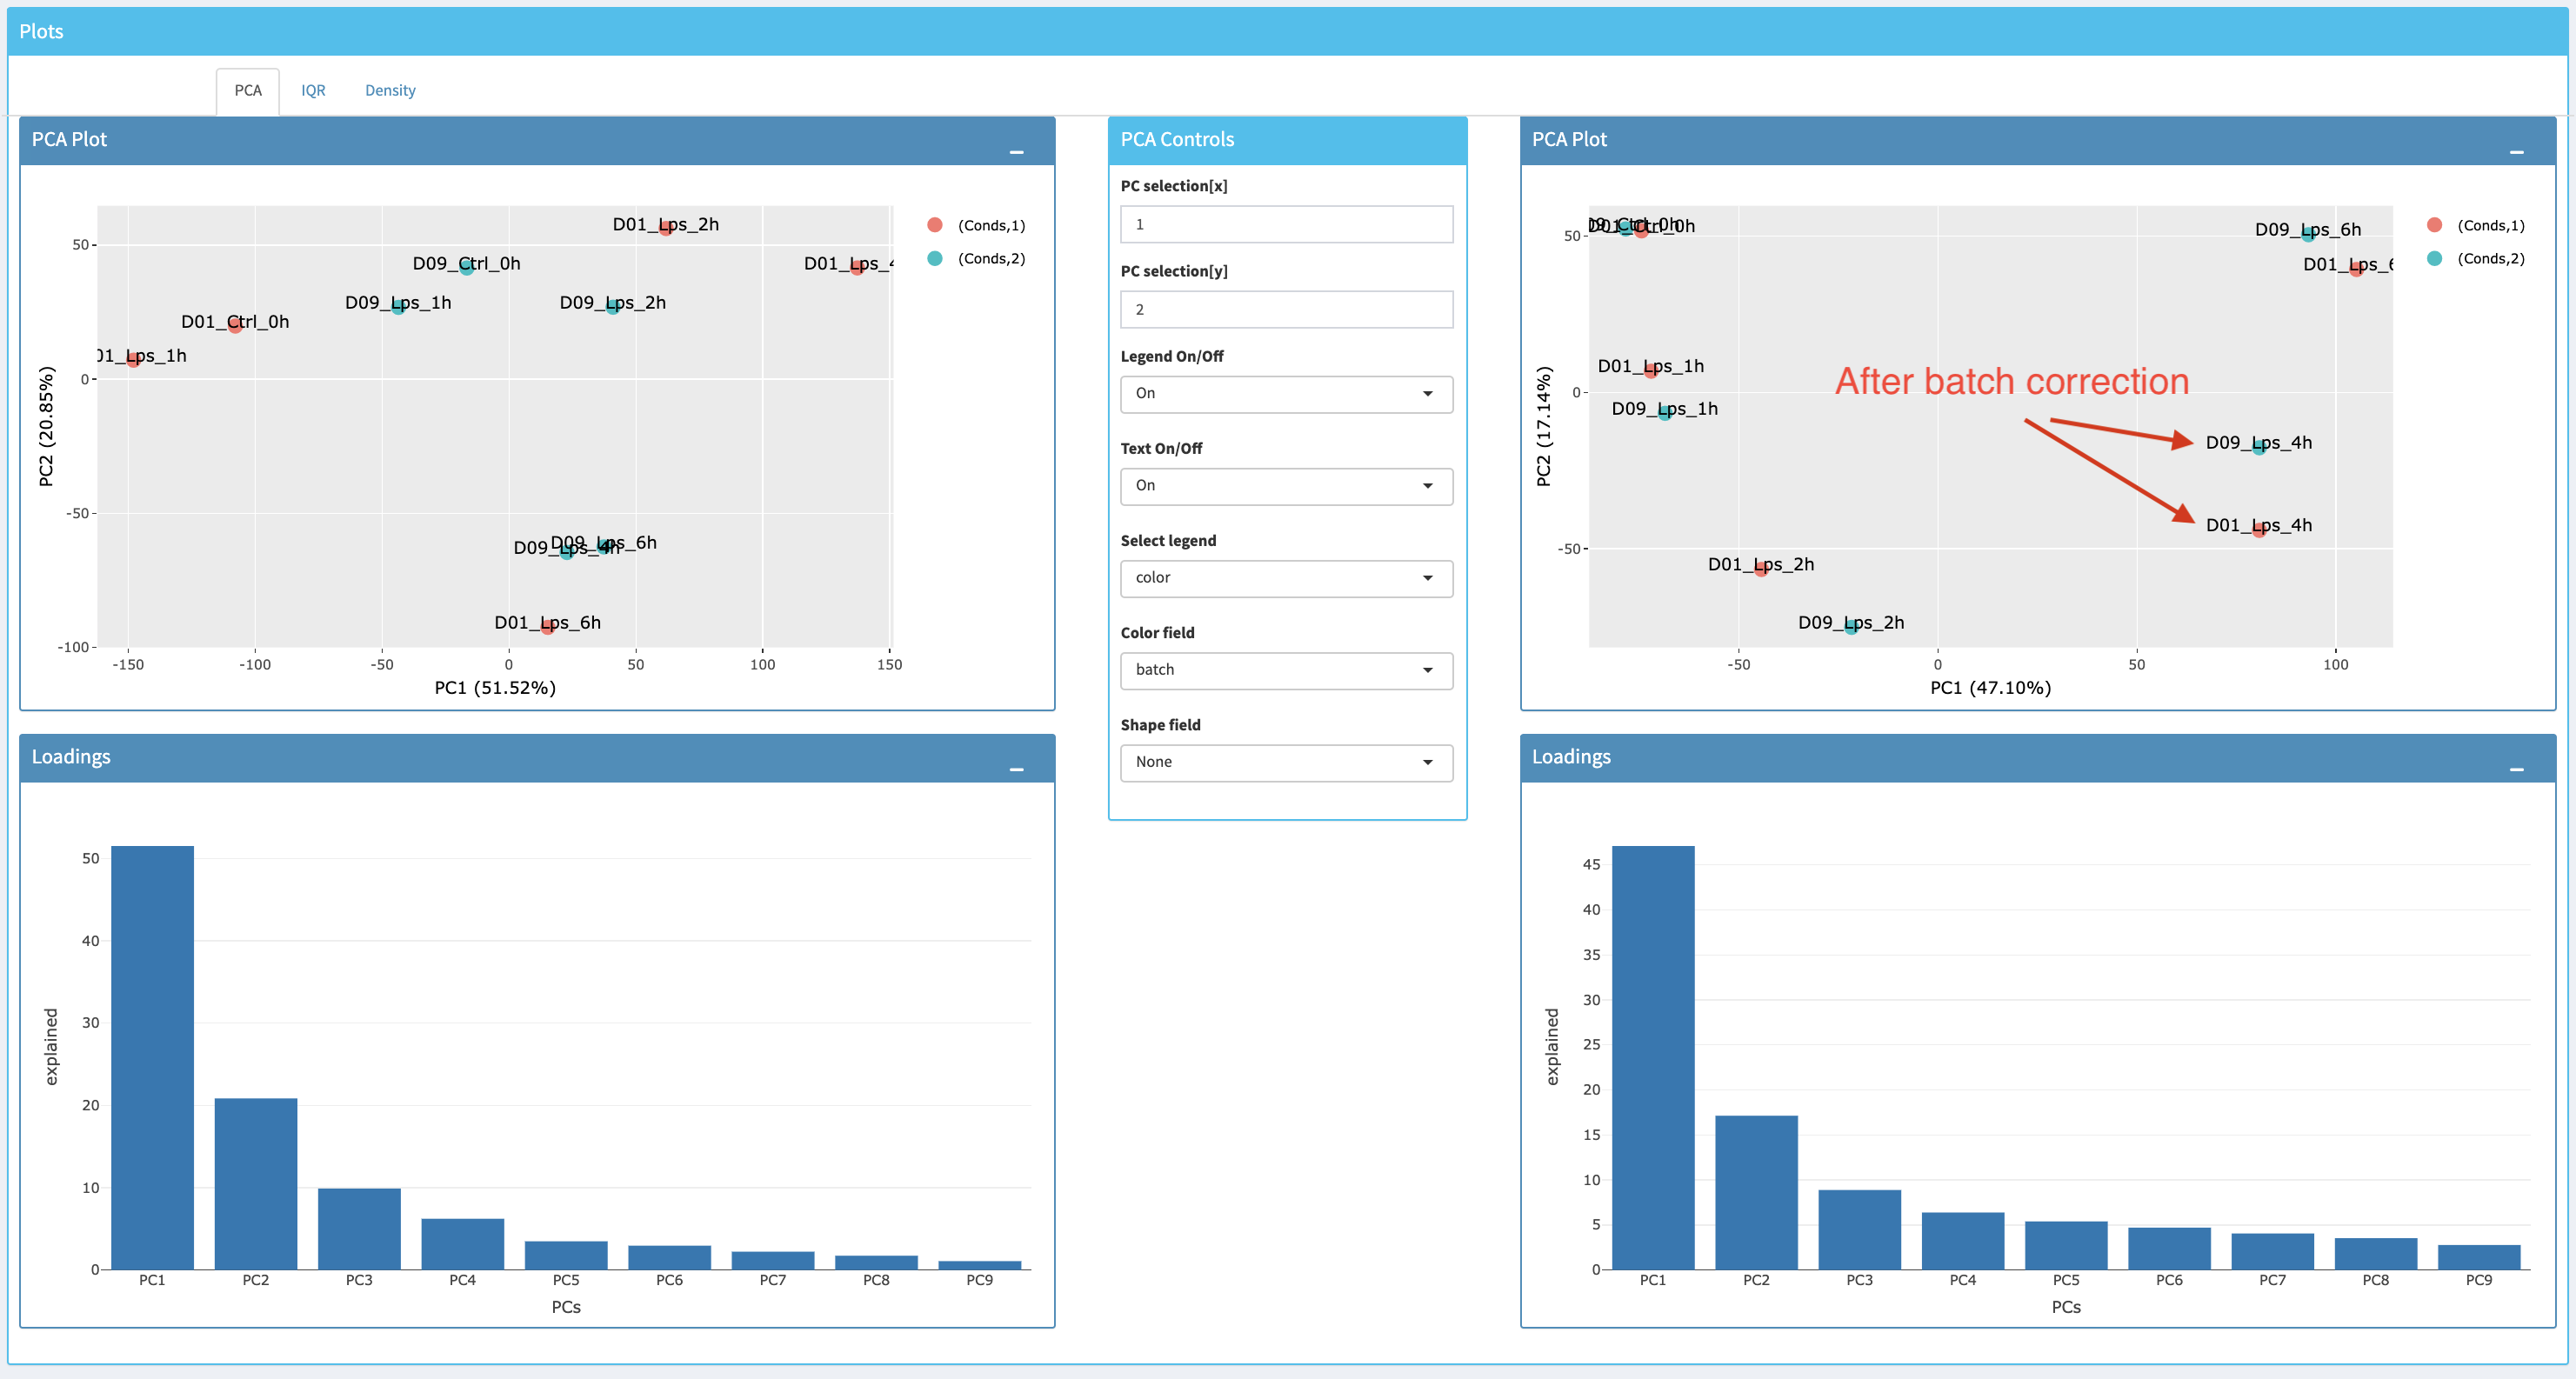 Plots
PCA IQR Density
PCA Plot
50
0
-50
-100
-150 -100 -50 0 50 100 150
PC2 (20.85%)
PC1 (51.52%)
D01_Lps_2h
D09_Ctrl_0h
D01_Lps_4
D09_Lps_1h
D09_Lps_2h
D01_Ctrl_0h
01_Lps_1h
D09_Lps_6h
D09_Lps_4h
D01_Lps_6h
(Conds,1)
(Conds,2)
PCA Controls
PC selection[x]
1
PC selection[y]
2
Legend On/Off
On
Text On/Off
On
Select legend
color
Color field
batch
Shape field
None
PCA Plot
50
0
-50
-50 0 50 100
PC2 (17.14%)
PC1 (47.10%)
09_Ctrl_0h
D01_Ctrl_0h
D09_Lps_6h
D01_Lps_6
D01_Lps_1h
After batch correction
D09_Lps_1h
D09_Lps_4h
D01_Lps_4h
D01_Lps_2h
D09_Lps_2h
(Conds,1)
(Conds,2)
Loadings
50
40
30
20
10
0
explained
PC1 PC2 PC3 PC4 PC5 PC6 PC7 PC8 PC9
PCs
Loadings
45
40
35
30
25
20
15
10
5
0
explained
PC1 PC2 PC3 PC4 PC5 PC6 PC7 PC8 PC9
PCs